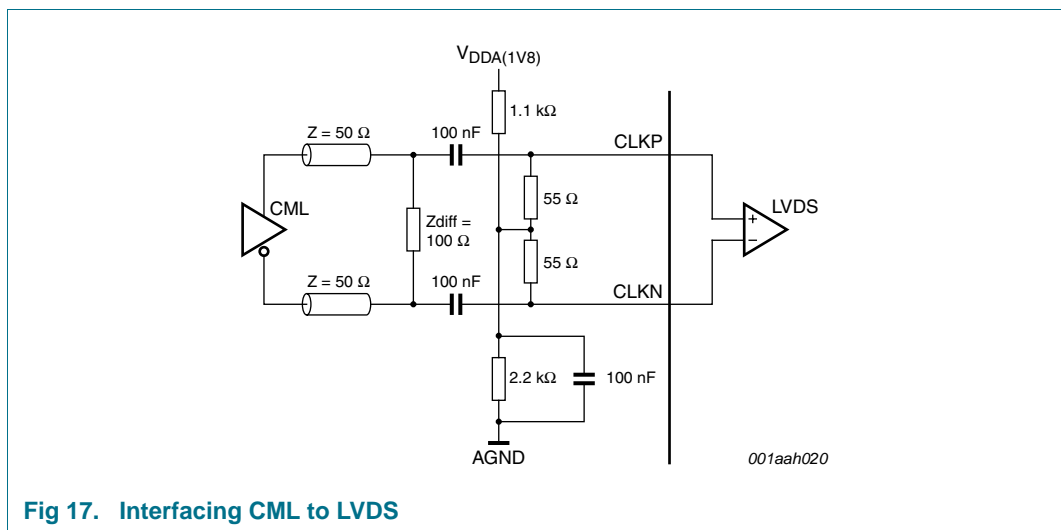 VDDA(1V8)
1.1 kΩ
Z = 50 Ω
100 nF
CLKP
55 Ω
CML
Zdiff =
100 Ω
LVDS
+
−
55 Ω
Z = 50 Ω
100 nF
CLKN
2.2 kΩ
100 nF
AGND
001aah020
Fig 17. Interfacing CML to LVDS